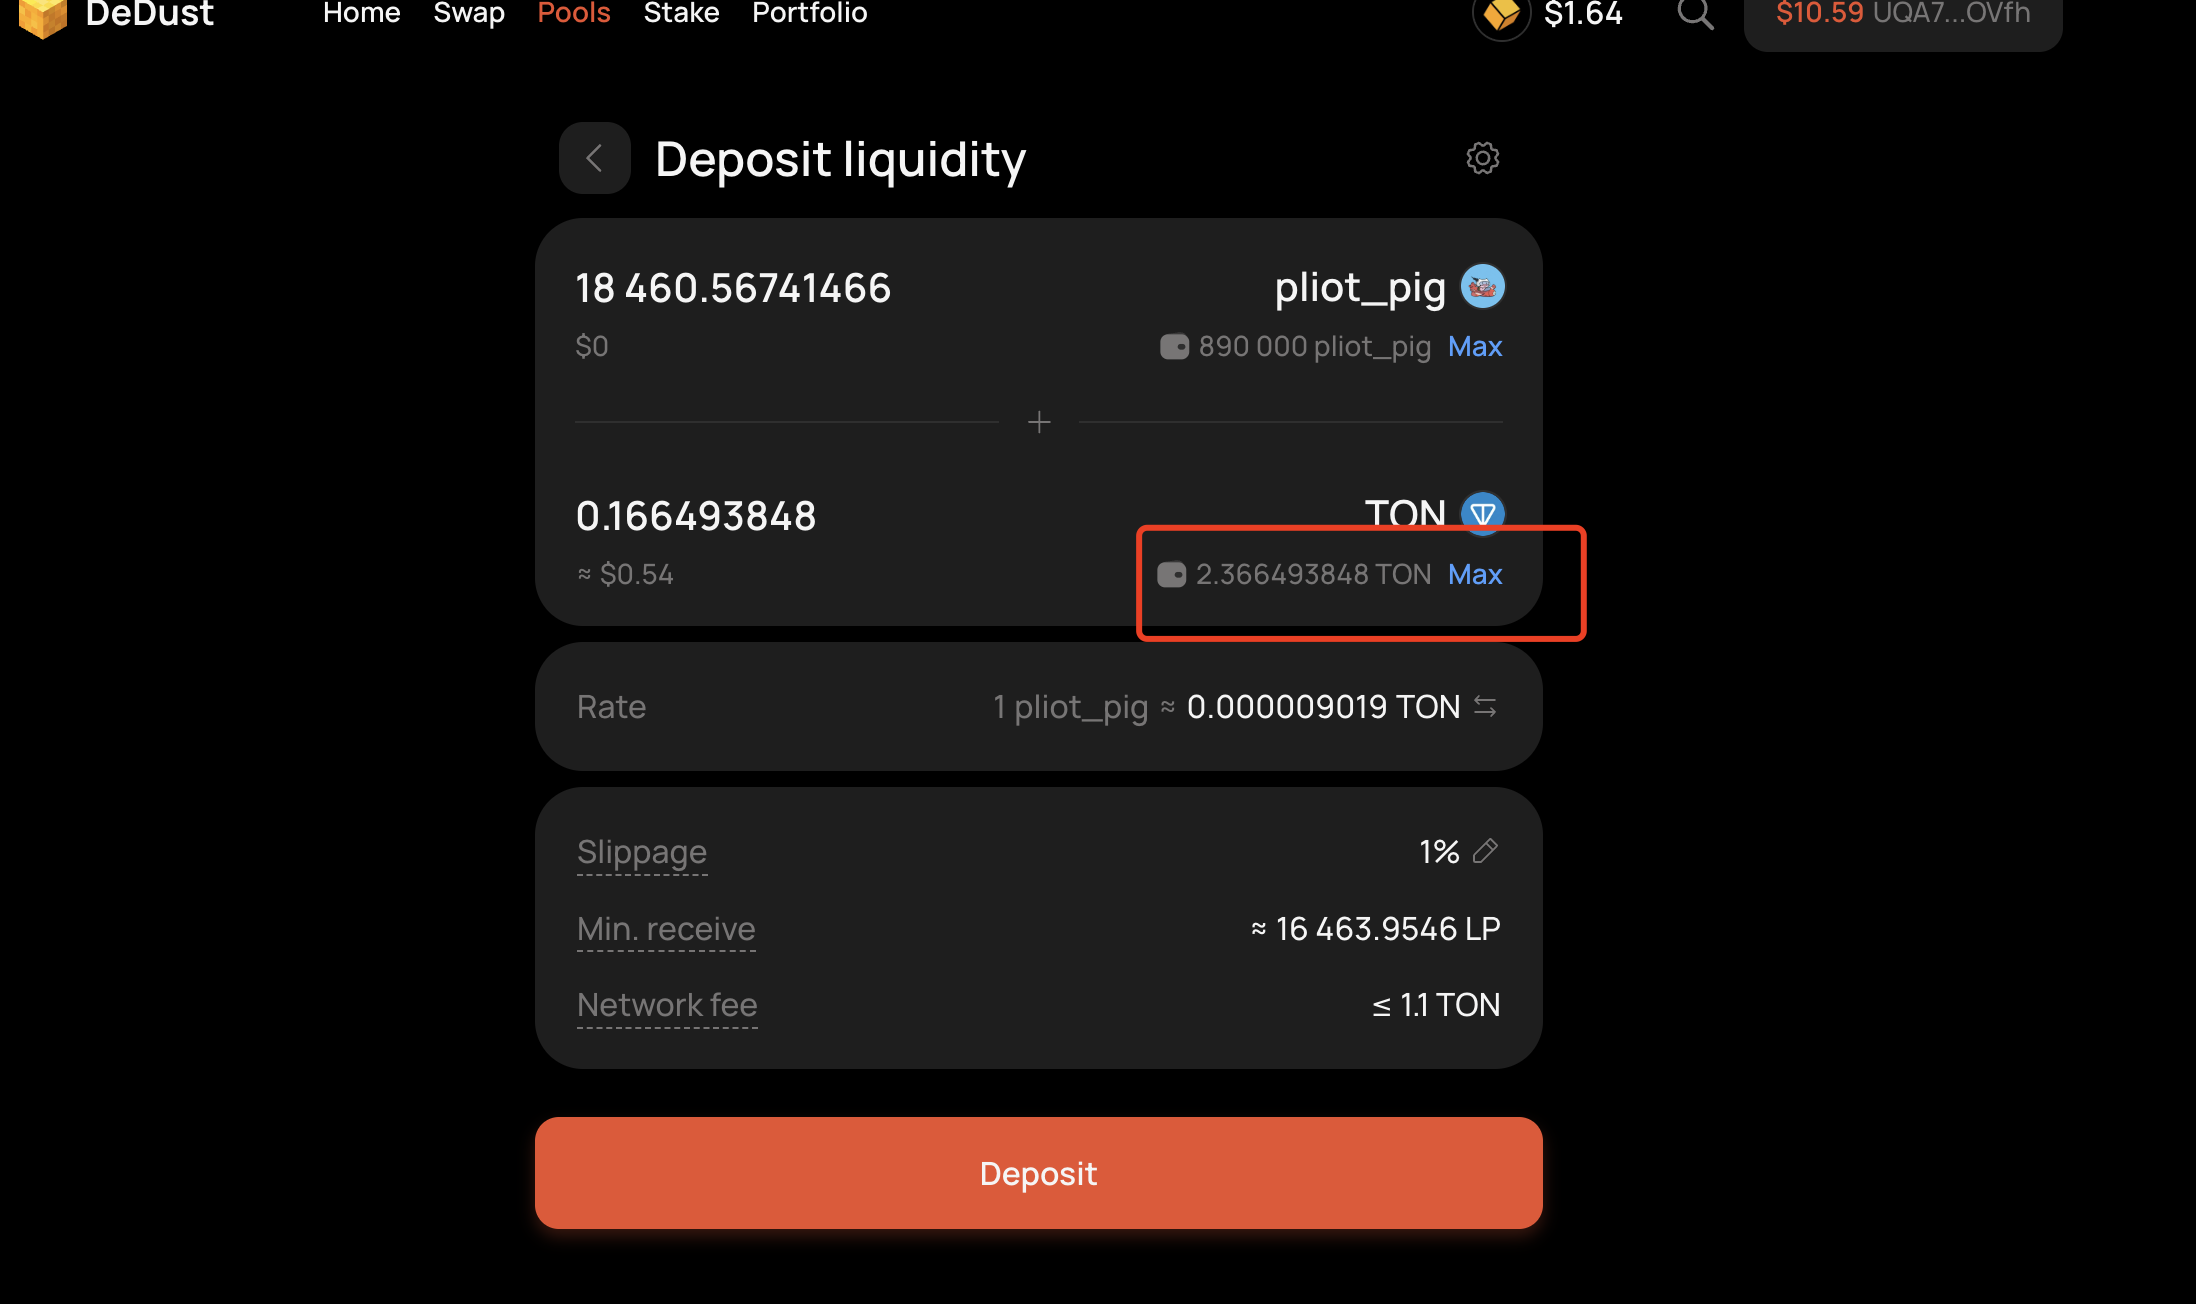 DeDust Home Swap Pools Stake Portfolio $1.64 $10.59 UQA7...OVfh
Deposit liquidity
18 460.56741466 pliot_pig
$0 890 000 pliot_pig Max
0.166493848 TON
≈ $0.54 2.366493848 TON Max
Rate 1 pliot_pig ≈ 0.000009019 TON
Slippage 1%
Min. receive ≈ 16 463.9546 LP
Network fee ≤ 1.1 TON
Deposit